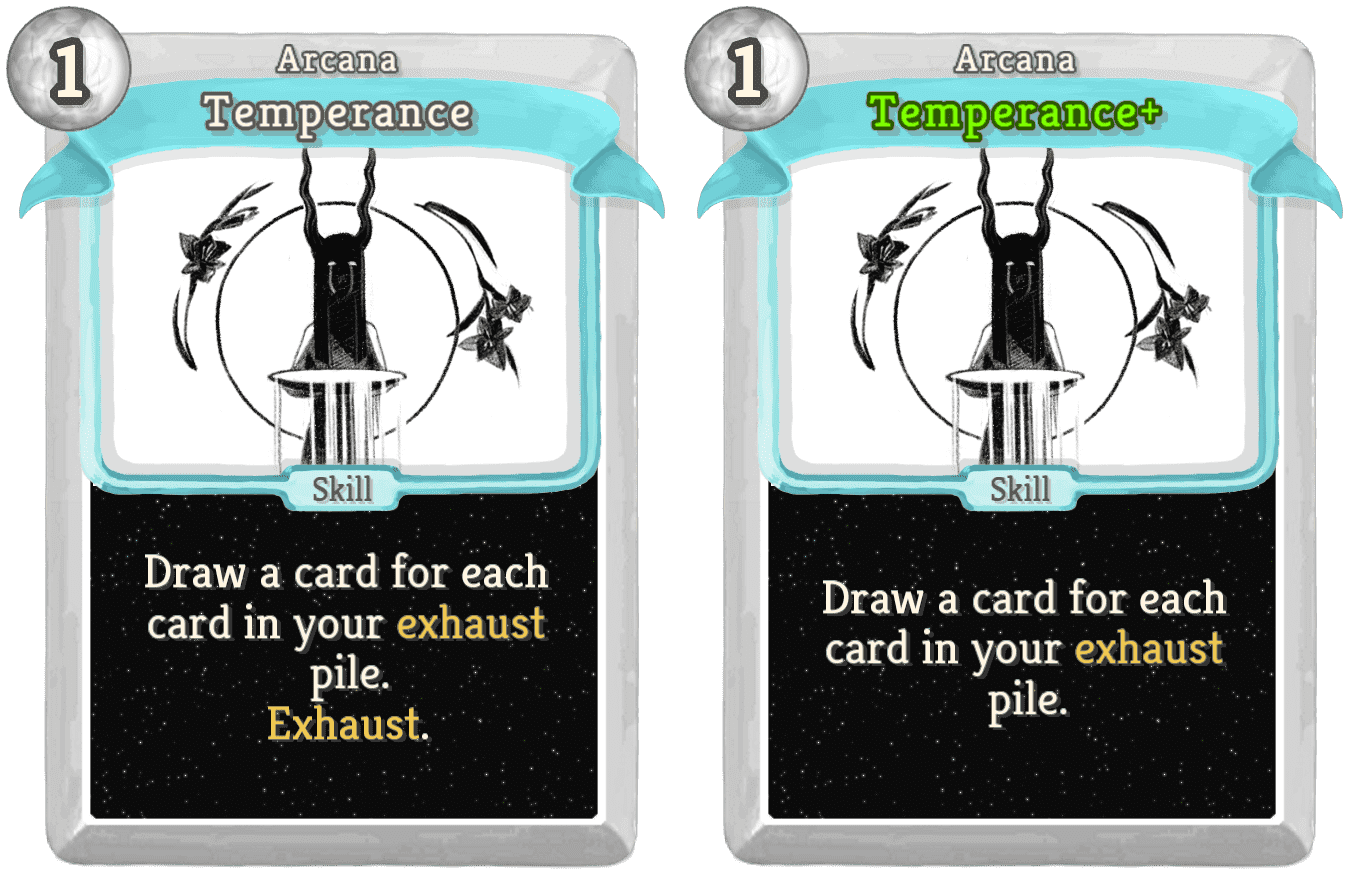 1
Arcana
Temperance
Skill
Draw a card for each
card in your exhaust
pile.
Exhaust.
1
Arcana
Temperance+
Skill
Draw a card for each
card in your exhaust
pile.